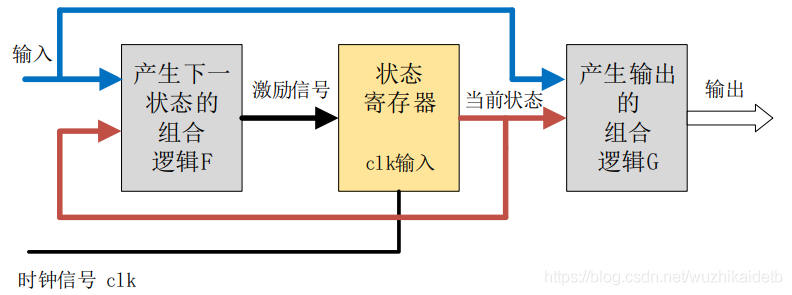 输入
产生下一
状态的
组合
逻辑F
激励信号
状态
寄存器
clk输入
当前状态
产生输出
的
组合
逻辑G
输出
时钟信号 clk
https://blog.csdn.net/wuzhikaidetb